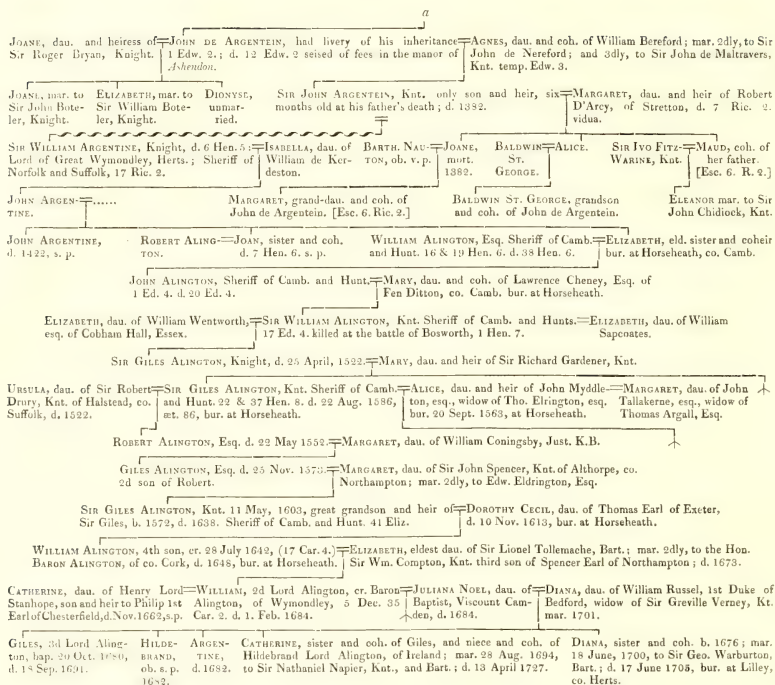 a
JOANE, dau. and heiress of JOHN DE ARGENTEIN, had livery of his inheritance AGNES, dau. and coh. of William Bereford; mar. 2dly, to Sir
Sir Roger Bryan, Knight. 1 Edw. 2.; d. 12 Edw. 2 seised of fees in the manor of John de Nereford; and 3dly, to Sir John de Maltravers,
Ashendon. Knt. temp. Edw. 3.
JOANE, mar. to ELIZABETH, mar. to DIONYSE, SIR JOHN ARGENTEIN, Knt. only son and heir, six MARGARET, dau. and heir of Robert
Sir John Bote- Sir William Bote- unmar- months old at his father's death; d. 1382. D'Arcy, of Stretton, d. 7 Ric. 2.
ler, Knight. ler, Knight. ried. vidua.
SIR WILLIAM ARGENTINE, Knight, d. 6 Hen. 5: ISABELLA, dau. of BARTH. NAU- JOANE, BALDWIN ALICE. SIR IVO FITZ- MAUD, coh. of
Lord of Great Wymondley, Herts.; Sheriff of William de Ker- TON, ob. v. p. mort. ST. WARINE, Knt. her father.
Norfolk and Suffolk, 17 Ric. 2. deston. 1382. GEORGE. [Esc. 6. R. 2.]
JOHN ARGEN- ...... MARGARET, grand-dau. and coh. of BALDWIN ST. GEORGE, grandson ELEANOR mar. to Sir
TINE. John de Argentein. [Esc. 6. Ric. 2.] and coh. of John de Argentein. John Chidiock, Knt.
JOHN ARGENTINE, ROBERT ALING- JOAN, sister and coh. WILLIAM ALINGTON, Esq. Sheriff of Camb. ELIZABETH, eld. sister and coheir
d. 1422, s. p. TON. d. 7 Hen. 6. s. p. and Hunt. 16 & 19 Hen. 6. d. 38 Hen. 6. bur. at Horseheath, co. Camb.
JOHN ALINGTON, Sheriff of Camb. and Hunt. MARY, dau. and coh. of Lawrence Cheney, Esq. of
1 Ed. 4. d. 20 Ed. 4. Fen Ditton, co. Camb. bur. at Horseheath.
ELIZABETH, dau. of William Wentworth, SIR WILLIAM ALINGTON, Knt. Sheriff of Camb. and Hunts. ELIZABETH, dau. of William
esq. of Cobham Hall, Essex. 17 Ed. 4. killed at the battle of Bosworth, 1 Hen. 7. Sapcoates.
SIR GILES ALINGTON, Knight, d. 25 April, 1522. MARY, dau. and heir of Sir Richard Gardener, Knt.
URSULA, dau. of Sir Robert SIR GILES ALINGTON, Knt. Sheriff of Camb. ALICE, dau. and heir of John Myddle- MARGARET, dau. of John
Drury, Knt. of Halstead, co. and Hunt. 22 & 37 Hen. 8. d. 22 Aug. 1586, ton, esq., widow of Tho. Elrington, esq. Tallakerne, esq., widow of
Suffolk, d. 1522. æt. 86, bur. at Horseheath. bur. 20 Sept. 1563, at Horseheath. Thomas Argall, Esq.
ROBERT ALINGTON, Esq. d. 22 May 1552. MARGARET, dau. of William Coningsby, Just. K.B.
GILES ALINGTON, Esq. d. 25 Nov. 1573. MARGARET, dau. of Sir John Spencer, Knt. of Althorpe, co.
2d son of Robert. Northampton; mar. 2dly, to Edw. Eldrington, Esq.
SIR GILES ALINGTON, Knt. 11 May, 1603, great grandson and heir of DOROTHY CECIL, dau. of Thomas Earl of Exeter,
Sir Giles, b. 1572, d. 1638. Sheriff of Camb. and Hunt. 41 Eliz. d. 10 Nov. 1613, bur. at Horseheath.
WILLIAM ALINGTON, 4th son, cr. 28 July 1642, (17 Car. 4.) ELIZABETH, eldest dau. of Sir Lionel Tollemache, Bart.; mar. 2dly, to the Hon.
BARON ALINGTON, of co. Cork, d. 1648, bur. at Horseheath. Sir Wm. Compton, Knt. third son of Spencer Earl of Northampton; d. 1673.
CATHERINE, dau. of Henry Lord WILLIAM, 2d Lord Alington, cr. Baron JULIANA NOEL, dau. of DIANA, dau. of William Russel, 1st Duke of
Stanhope, son and heir to Philip 1st Alington, of Wymondley, 5 Dec. 35 Baptist, Viscount Cam- Bedford, widow of Sir Greville Verney, Kt.
Earl of Chesterfield, d. Nov. 1662, s.p. Car. 2. d. 1. Feb. 1684. den, d. 1684. mar. 1701.
GILES, 3d Lord Aling- HILDE- ARGEN- CATHERINE, sister and coh. of Giles, and niece and coh. of DIANA, sister and coh. b. 1676; mar.
ton, bap. 20 Oct. 1680, BRAND, TINE, Hildebrand Lord Alington, of Ireland; mar. 28 Aug. 1694, 18 June, 1700, to Sir Geo. Warburton,
d. 18 Sep. 1691. ob. s. p. d. 1682. to Sir Nathaniel Napier, Knt., and Bart.; d. 13 April 1727. Bart.; d. 17 June 1705, bur. at Lilley,
1682. co. Herts.